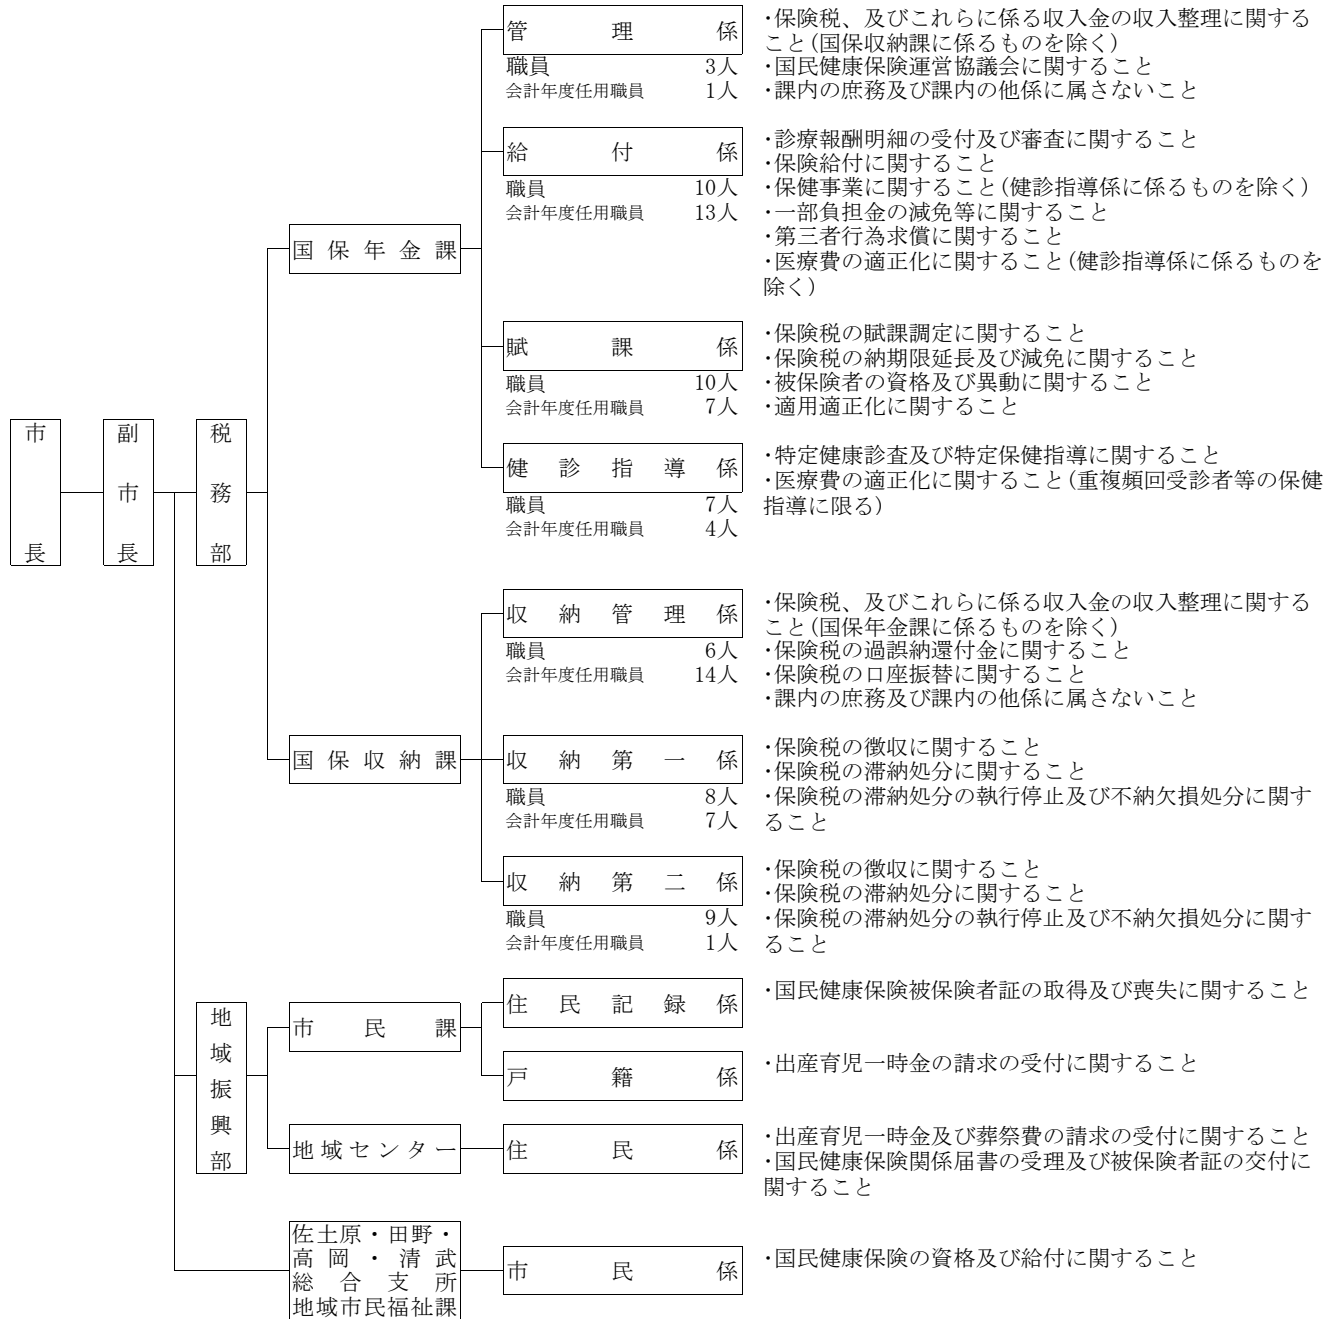 市長
副市長
税務部
国保年金課
管理係
職員 3人
会計年度任用職員 1人
・保険税、及びこれらに係る収入金の収入整理に関する
こと(国保収納課に係るものを除く)
・国民健康保険運営協議会に関すること
・課内の庶務及び課内の他係に属さないこと
給付係
職員 10人
会計年度任用職員 13人
・診療報酬明細の受付及び審査に関すること
・保険給付に関すること
・保健事業に関すること(健診指導係に係るものを除く)
・一部負担金の減免等に関すること
・第三者行為求償に関すること
・医療費の適正化に関すること(健診指導係に係るものを
除く)
賦課係
職員 10人
会計年度任用職員 7人
・保険税の賦課調定に関すること
・保険税の納期限延長及び減免に関すること
・被保険者の資格及び異動に関すること
・適用適正化に関すること
健診指導係
職員 7人
会計年度任用職員 4人
・特定健康診査及び特定保健指導に関すること
・医療費の適正化に関すること(重複頻回受診者等の保健
指導に限る)
国保収納課
収納管理係
職員 6人
会計年度任用職員 14人
・保険税、及びこれらに係る収入金の収入整理に関する
こと(国保年金課に係るものを除く)
・保険税の過誤納還付金に関すること
・保険税の口座振替に関すること
・課内の庶務及び課内の他係に属さないこと
収納第一係
職員 8人
会計年度任用職員 7人
・保険税の徴収に関すること
・保険税の滞納処分に関すること
・保険税の滞納処分の執行停止及び不納欠損処分に関す
ること
収納第二係
職員 9人
会計年度任用職員 1人
・保険税の徴収に関すること
・保険税の滞納処分に関すること
・保険税の滞納処分の執行停止及び不納欠損処分に関す
ること
地域振興部
市民課
住民記録係
・国民健康保険被保険者証の取得及び喪失に関すること
戸籍係
・出産育児一時金の請求の受付に関すること
地域センター
住民係
・出産育児一時金及び葬祭費の請求の受付に関すること
・国民健康保険関係届書の受理及び被保険者証の交付に
関すること
佐土原・田野・
高岡・清武
総合支所
地域市民福祉課
市民係
・国民健康保険の資格及び給付に関すること